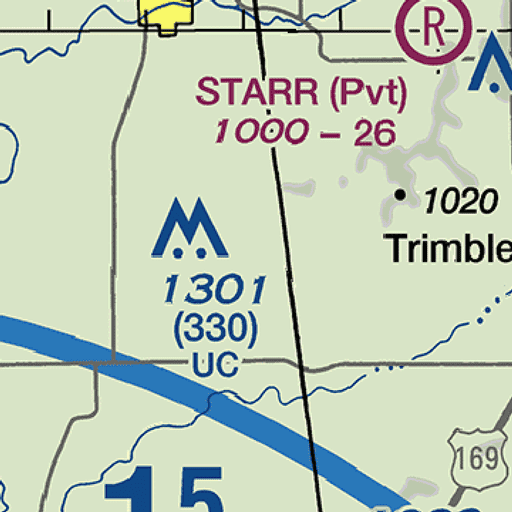 R
STARR (Pvt)
1000 – 26
1020
Trimble
1301
(330)
UC
169
15